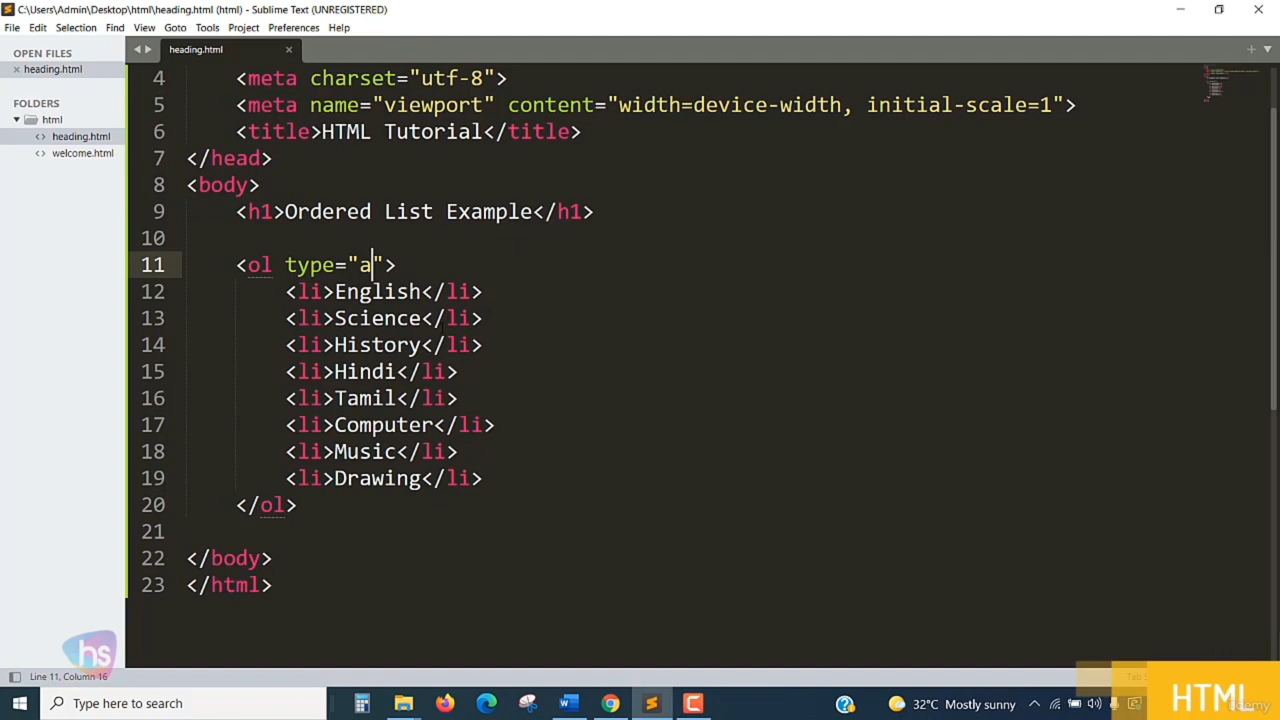 C:\Users\Admin\Desktop\html\heading.html (html) - Sublime Text (UNREGISTERED)
File Edit Selection Find View Goto Tools Project Preferences Help
OPEN FILES
heading.html
FOLDERS
html
heading.html
welcome.html
heading.html
4 <meta charset="utf-8">
5 <meta name="viewport" content="width=device-width, initial-scale=1">
6 <title>HTML Tutorial</title>
7 </head>
8 <body>
9 <h1>Ordered List Example</h1>
10
11 <ol type="a">
12 <li>English</li>
13 <li>Science</li>
14 <li>History</li>
15 <li>Hindi</li>
16 <li>Tamil</li>
17 <li>Computer</li>
18 <li>Music</li>
19 <li>Drawing</li>
20 </ol>
21
22 </body>
23 </html>
hs
Line 11, Column 16
HTML
Type here to search
32°C Mostly sunny
Udemy